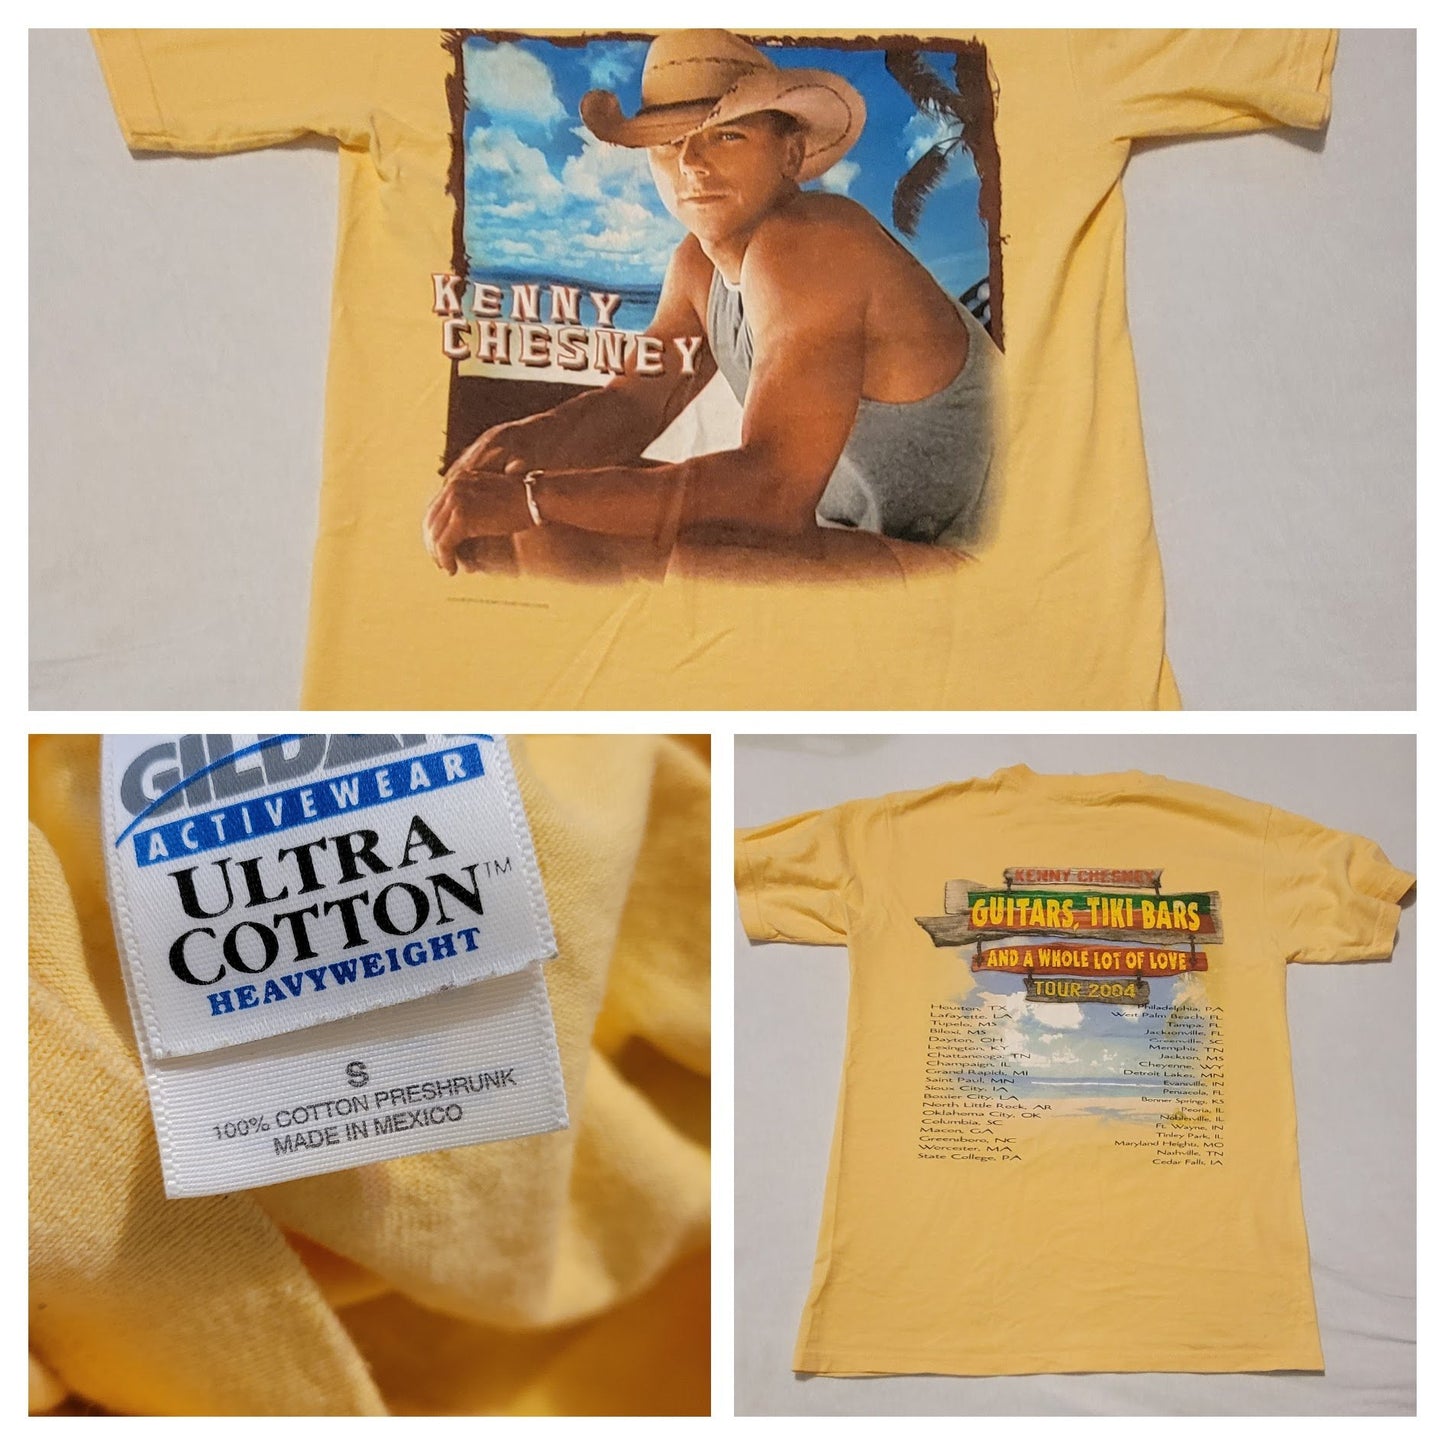 KENNY
CHESNEY
GILDAN
ACTIVEWEAR
ULTRA
COTTON™
HEAVYWEIGHT
S
100% COTTON PRESHRUNK
MADE IN MEXICO
KENNY CHESNEY
GUITARS, TIKI BARS
AND A WHOLE LOT OF LOVE
TOUR 2004
Houston, TX
Lafayette, LA
Tupelo, MS
Biloxi, MS
Dayton, OH
Lexington, KY
Chattanooga, TN
Champaign, IL
Grand Rapids, MI
Saint Paul, MN
Sioux City, IA
Bossier City, LA
North Little Rock, AR
Oklahoma City, OK
Columbia, SC
Macon, GA
Greensboro, NC
Worcester, MA
State College, PA
Philadelphia, PA
West Palm Beach, FL
Tampa, FL
Jacksonville, FL
Greenville, SC
Memphis, TN
Jackson, MS
Cheyenne, WY
Detroit Lakes, MN
Evansville, IN
Pensacola, FL
Bonner Springs, KS
Peoria, IL
Noblesville, IL
Ft. Wayne, IN
Tinley Park, IL
Maryland Heights, MO
Nashville, TN
Cedar Falls, IA